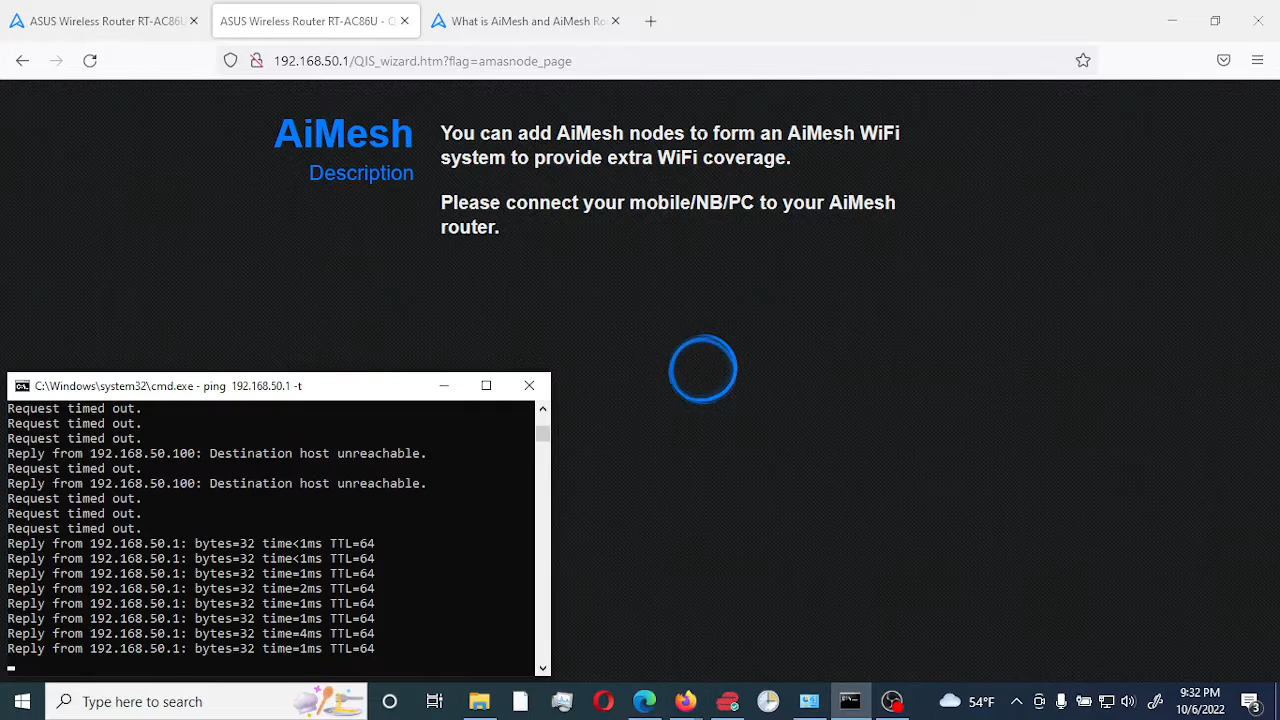 ASUS Wireless Router RT-AC86U
ASUS Wireless Router RT-AC86U - Q
What is AiMesh and AiMesh Ro
192.168.50.1/QIS_wizard.htm?flag=amasnode_page
AiMesh
Description
You can add AiMesh nodes to form an AiMesh WiFi
system to provide extra WiFi coverage.
Please connect your mobile/NB/PC to your AiMesh
router.
C:\Windows\system32\cmd.exe - ping 192.168.50.1 -t
Request timed out.
Request timed out.
Request timed out.
Reply from 192.168.50.100: Destination host unreachable.
Request timed out.
Reply from 192.168.50.100: Destination host unreachable.
Request timed out.
Request timed out.
Request timed out.
Reply from 192.168.50.1: bytes=32 time<1ms TTL=64
Reply from 192.168.50.1: bytes=32 time<1ms TTL=64
Reply from 192.168.50.1: bytes=32 time=1ms TTL=64
Reply from 192.168.50.1: bytes=32 time=2ms TTL=64
Reply from 192.168.50.1: bytes=32 time=1ms TTL=64
Reply from 192.168.50.1: bytes=32 time=1ms TTL=64
Reply from 192.168.50.1: bytes=32 time=4ms TTL=64
Reply from 192.168.50.1: bytes=32 time=1ms TTL=64
Type here to search
54°F
9:32 PM
10/6/2022
3